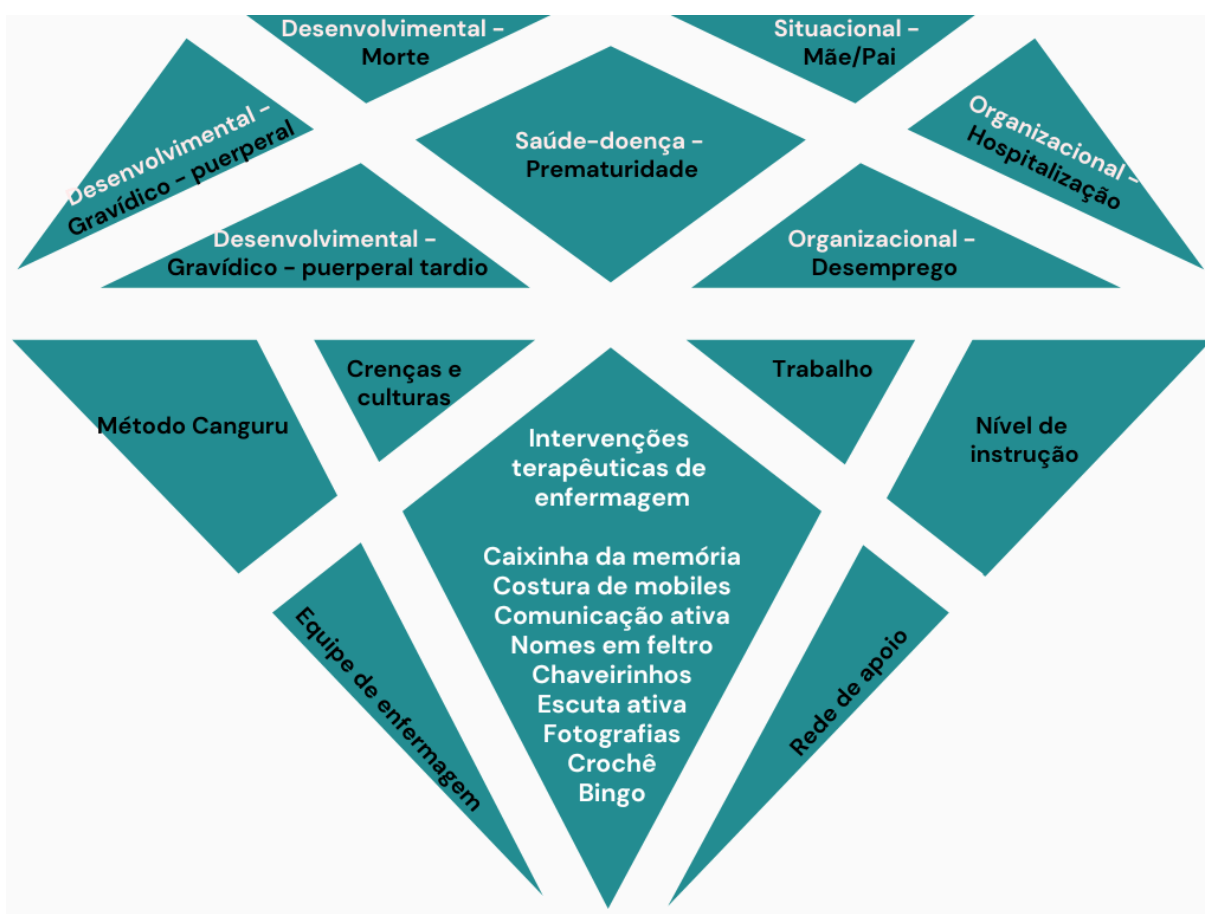 Desenvolvimental -
Morte
Situacional -
Mãe/Pai
Desenvolvimental -
Gravídico - puerperal
Saúde-doença -
Prematuridade
Organizacional -
Hospitalização
Desenvolvimental -
Gravídico - puerperal tardio
Organizacional -
Desemprego
Método Canguru
Crenças e
culturas
Trabalho
Nível de
instrução
Intervenções
terapêuticas de
enfermagem
Caixinha da memória
Costura de mobiles
Comunicação ativa
Nomes em feltro
Chaveirinhos
Escuta ativa
Fotografias
Crochê
Bingo
Equipe de enfermagem
Rede de apoio